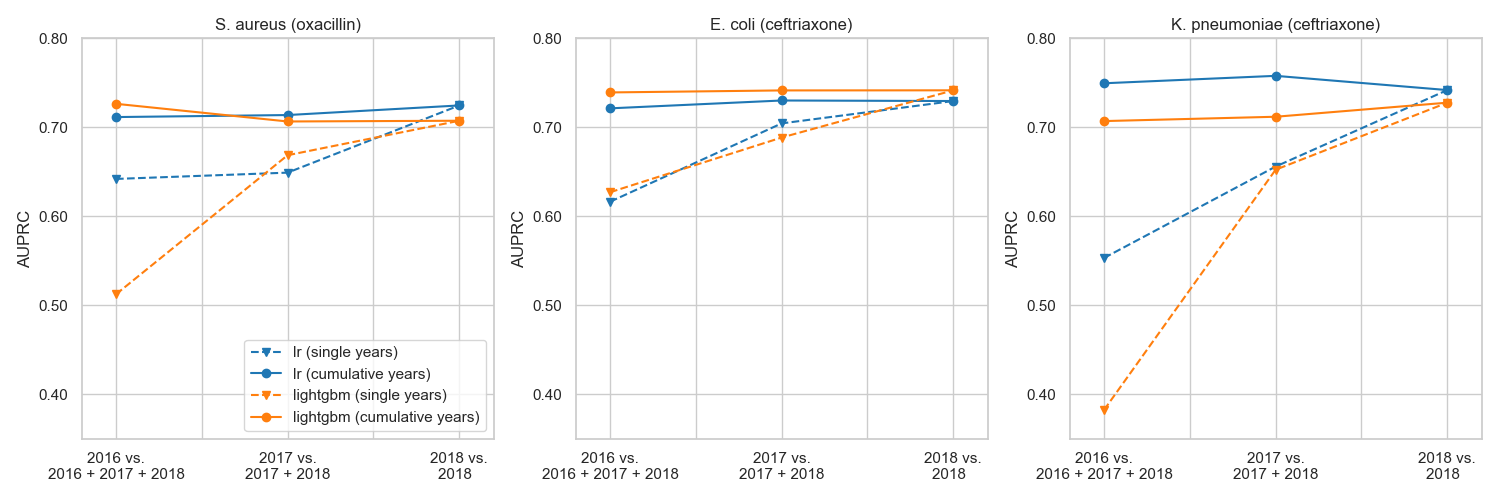 S. aureus (oxacillin)
AUPRC
0.80
0.70
0.60
0.50
0.40
lr (single years)
lr (cumulative years)
lightgbm (single years)
lightgbm (cumulative years)
2016 vs.
2016 + 2017 + 2018
2017 vs.
2017 + 2018
2018 vs.
2018
E. coli (ceftriaxone)
AUPRC
0.80
0.70
0.60
0.50
0.40
2016 vs.
2016 + 2017 + 2018
2017 vs.
2017 + 2018
2018 vs.
2018
K. pneumoniae (ceftriaxone)
AUPRC
0.80
0.70
0.60
0.50
0.40
2016 vs.
2016 + 2017 + 2018
2017 vs.
2017 + 2018
2018 vs.
2018